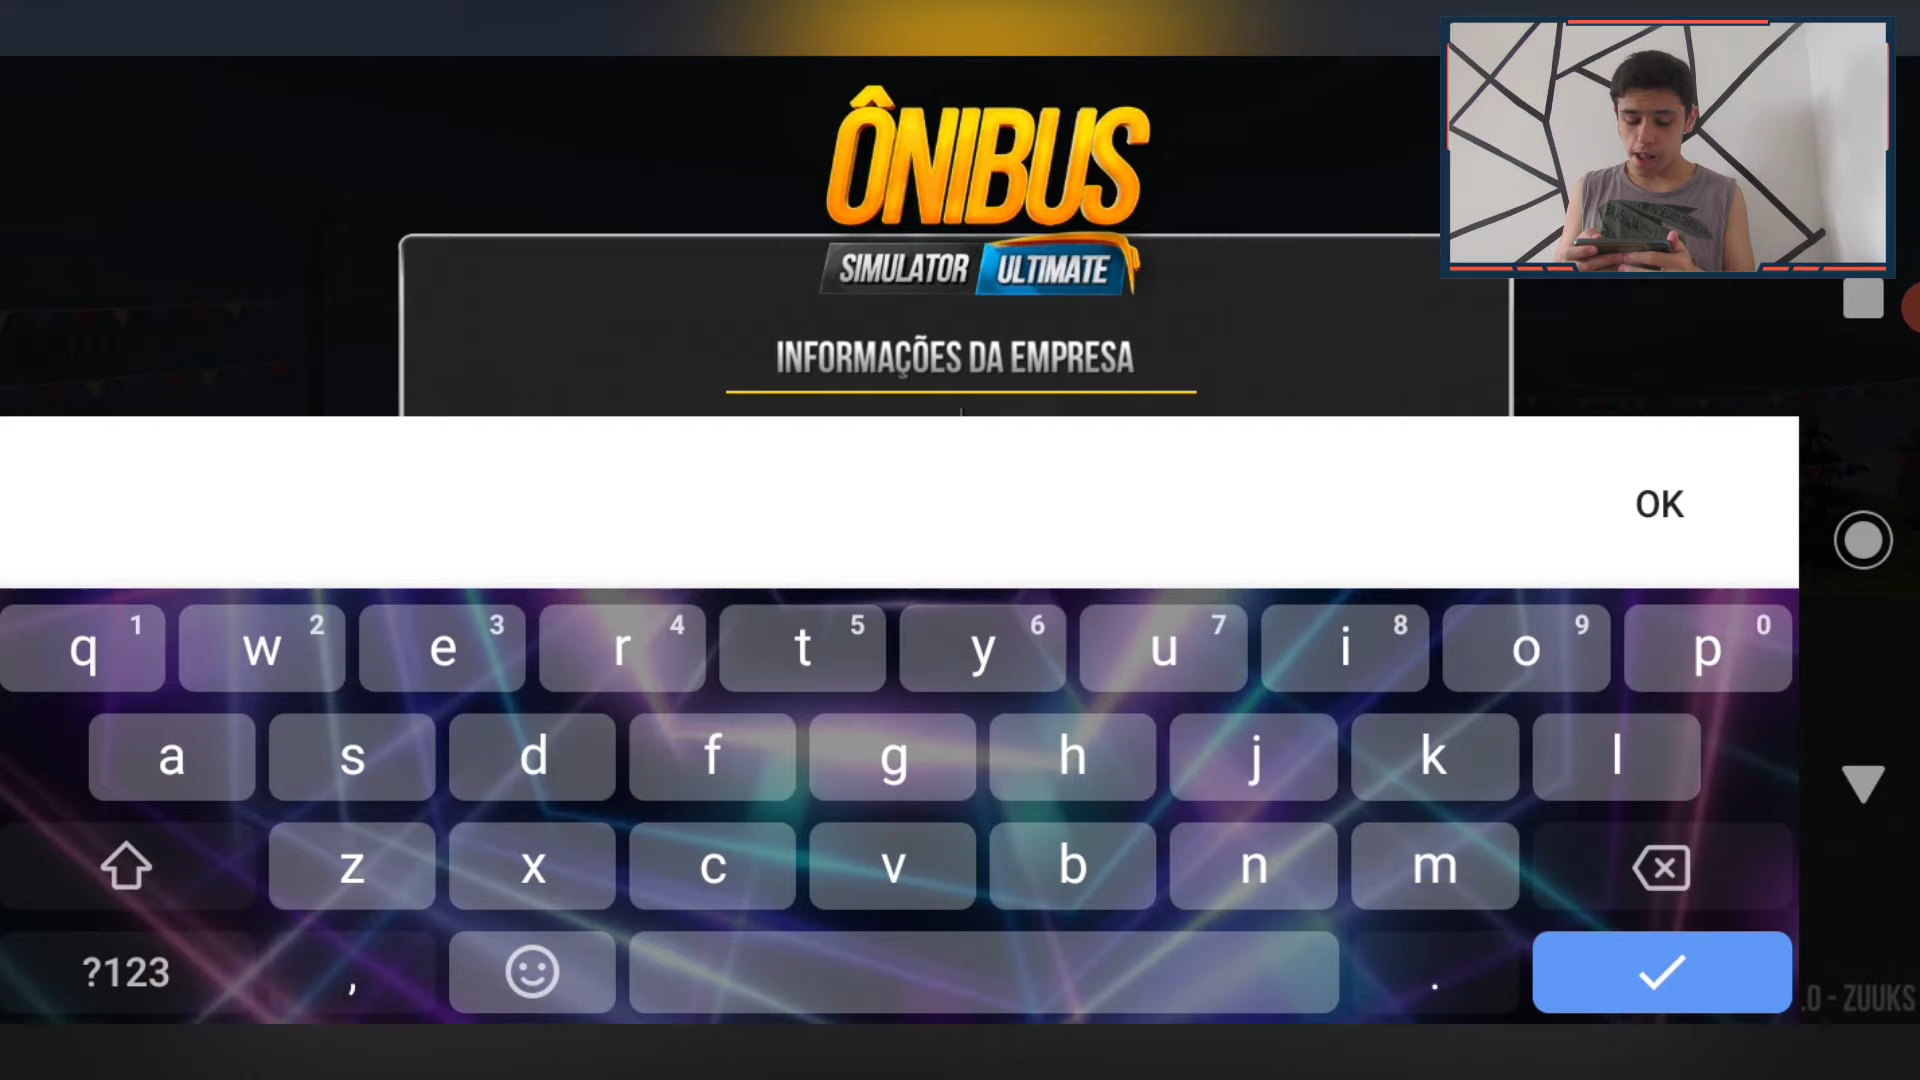 ÔNIBUS
SIMULATOR ULTIMATE
INFORMAÇÕES DA EMPRESA
OK
q 1 w 2 e 3 r 4 t 5 y 6 u 7 i 8 o 9 p 0
a s d f g h j k l
z x c v b n m
?123 , .
.0 - ZUUKS